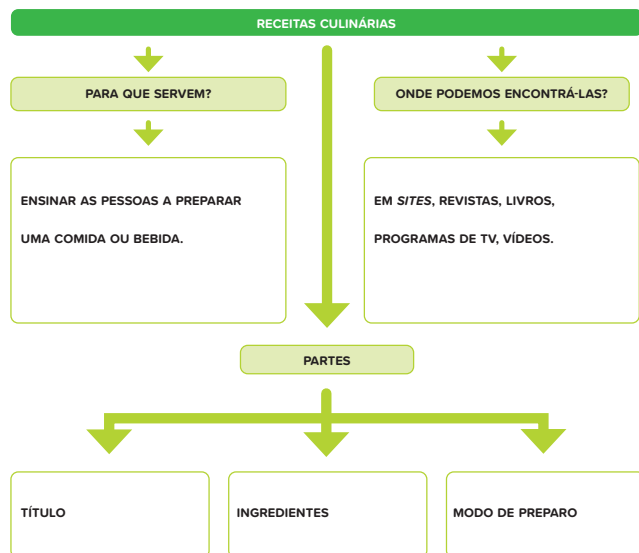 RECEITAS CULINÁRIAS
PARA QUE SERVEM?
ONDE PODEMOS ENCONTRÁ-LAS?
ENSINAR AS PESSOAS A PREPARAR
UMA COMIDA OU BEBIDA.
EM SITES, REVISTAS, LIVROS,
PROGRAMAS DE TV, VÍDEOS.
PARTES
TÍTULO
INGREDIENTES
MODO DE PREPARO